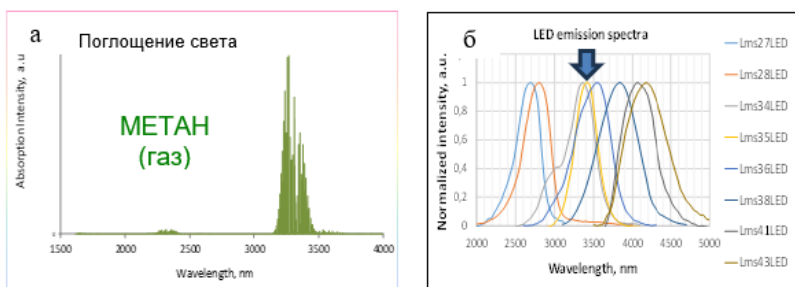 а
Поглощение света
Absorption intensity, a.u
МЕТАН
(газ)
1500
2000
2500
3000
3500
4000
Wavelength, nm
б
LED emission spectra
Normalized intensity, a.u.
1
0,8
0,6
0,4
0,2
0
2000
2500
3000
3500
4000
4500
5000
Wavelength, nm
Lms27LED
Lms28LED
Lms34LED
Lms35LED
Lms36LED
Lms38LED
Lms41LED
Lms43LED